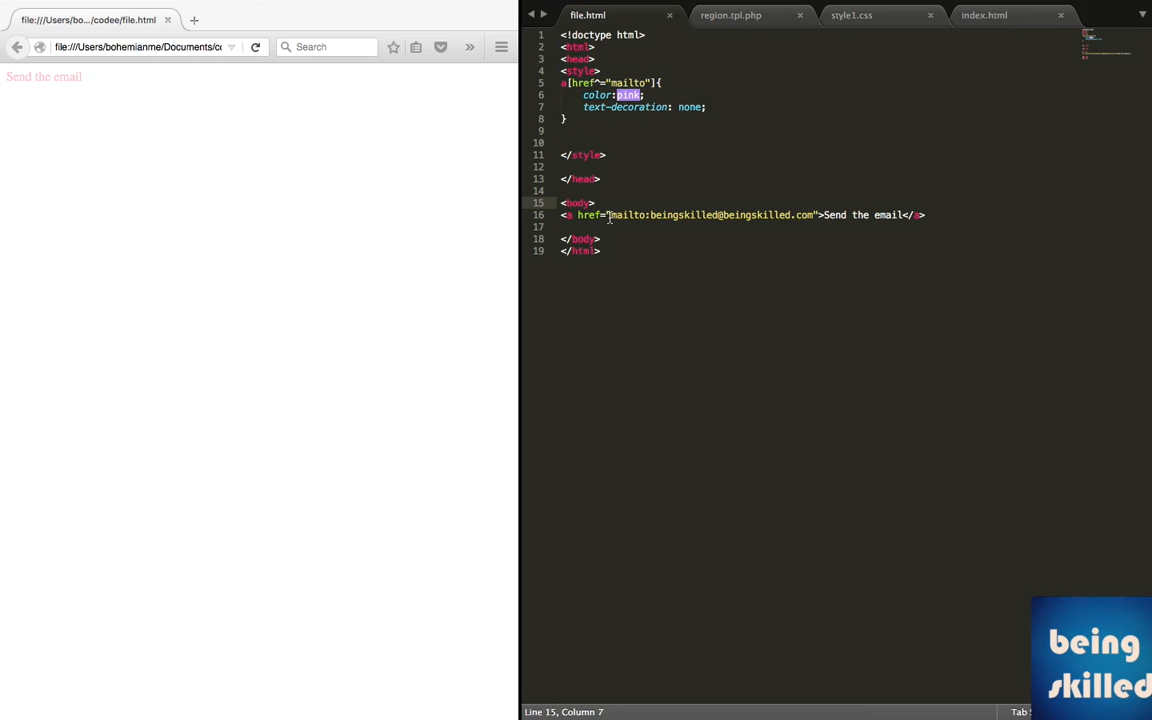 file:///Users/bo...codee/file.html
file:///Users/bohemianme/Documents/cc
Search
Send the email
file.html
region.tpl.php
style1.css
index.html
1 <!doctype html>
2 <html>
3 <head>
4 <style>
5 a[href^="mailto"]{
6 color:pink;
7 text-decoration: none;
8 }
9
10
11 </style>
12
13 </head>
14
15 <body>
16 <a href="mailto:beingskilled@beingskilled.com">Send the email</a>
17
18 </body>
19 </html>
Line 15, Column 7
Tab
being
skilled